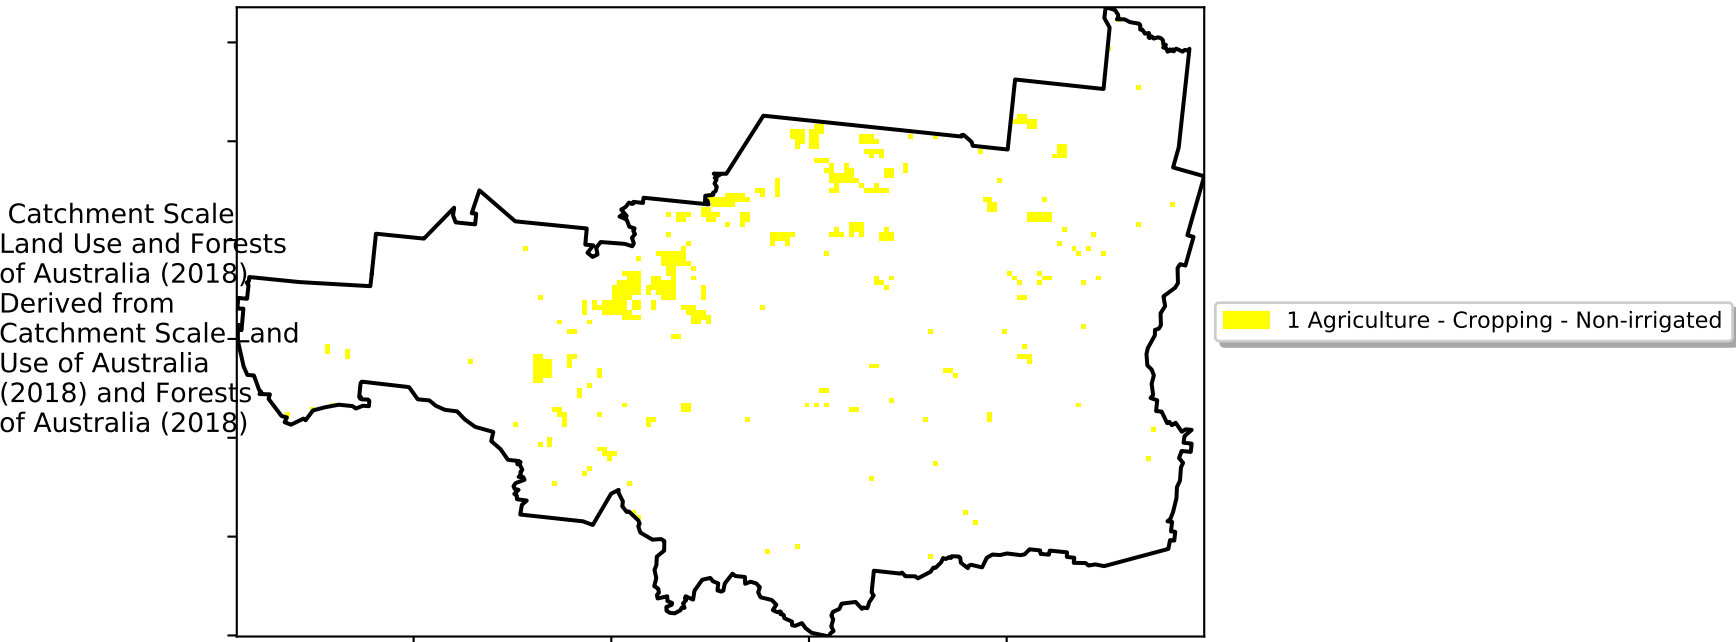 Catchment Scale
Land Use and Forests
of Australia (2018)
Derived from
Catchment Scale Land
Use of Australia
(2018) and Forests
of Australia (2018)
1 Agriculture - Cropping - Non-irrigated